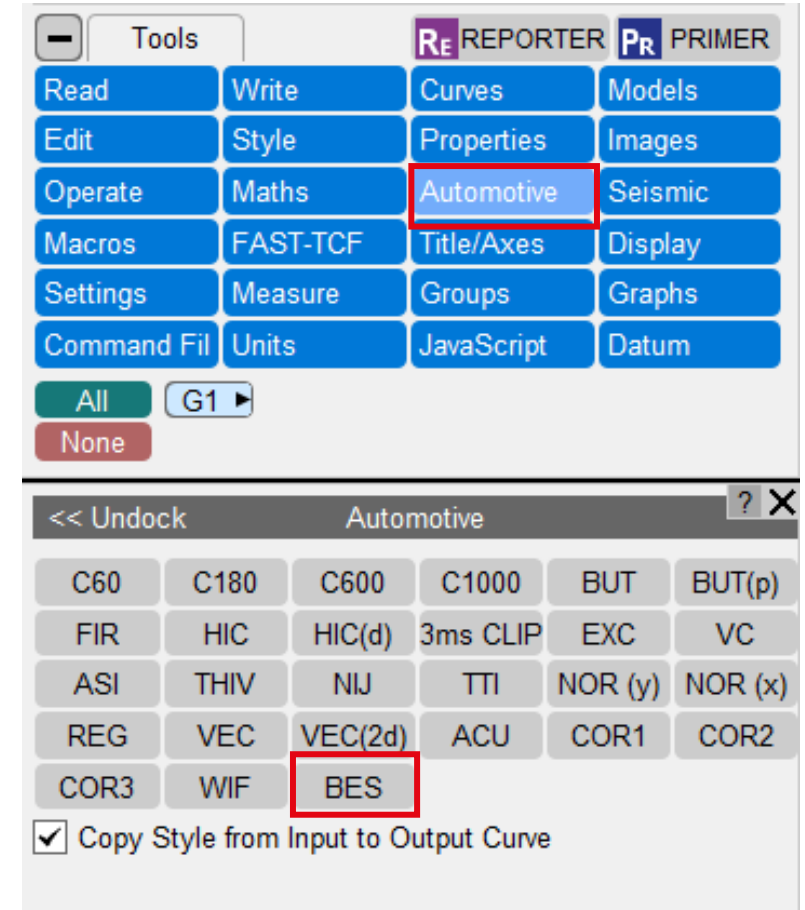 Tools RE REPORTER PR PRIMER
Read Write Curves Models
Edit Style Properties Images
Operate Maths Automotive Seismic
Macros FAST-TCF Title/Axes Display
Settings Measure Groups Graphs
Command Fil Units JavaScript Datum
All G1
None
<< Undock Automotive ? X
C60 C180 C600 C1000 BUT BUT(p)
FIR HIC HIC(d) 3ms CLIP EXC VC
ASI THIV NIJ TTI NOR (y) NOR (x)
REG VEC VEC(2d) ACU COR1 COR2
COR3 WIF BES
Copy Style from Input to Output Curve